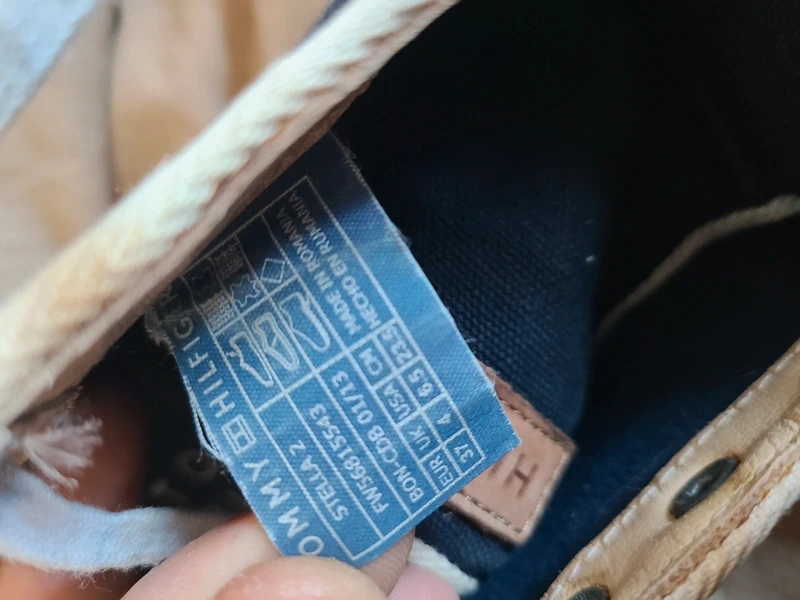 TOMMY HILFIGER
STELLA 2
FW56815543
BON-CDB 01/13
EUR UK USA CM
37 4 6.5 23.5
MADE IN ROMANIA
HECHO EN RUMANIA
H